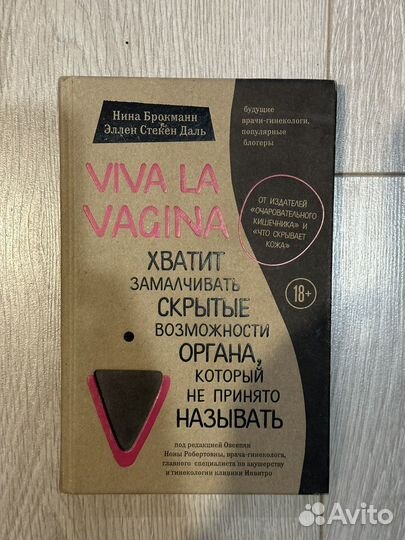 Нина Брокманн
Эллен Стёкен Даль
будущие
врачи-гинекологи,
популярные
блогеры
VIVA LA
VAGINA
ОТ ИЗДАТЕЛЕЙ
«ОЧАРОВАТЕЛЬНОГО
КИШЕЧНИКА» И
«ЧТО СКРЫВАЕТ
КОЖА»
18+
ХВАТИТ
ЗАМАЛЧИВАТЬ
СКРЫТЫЕ
ВОЗМОЖНОСТИ
ОРГАНА,
КОТОРЫЙ
НЕ ПРИНЯТО
НАЗЫВАТЬ
под редакцией Овсепян
Ноны Робертовны, врача-гинеколога,
главного специалиста по акушерству
и гинекологии клиники Инвитро
Avito